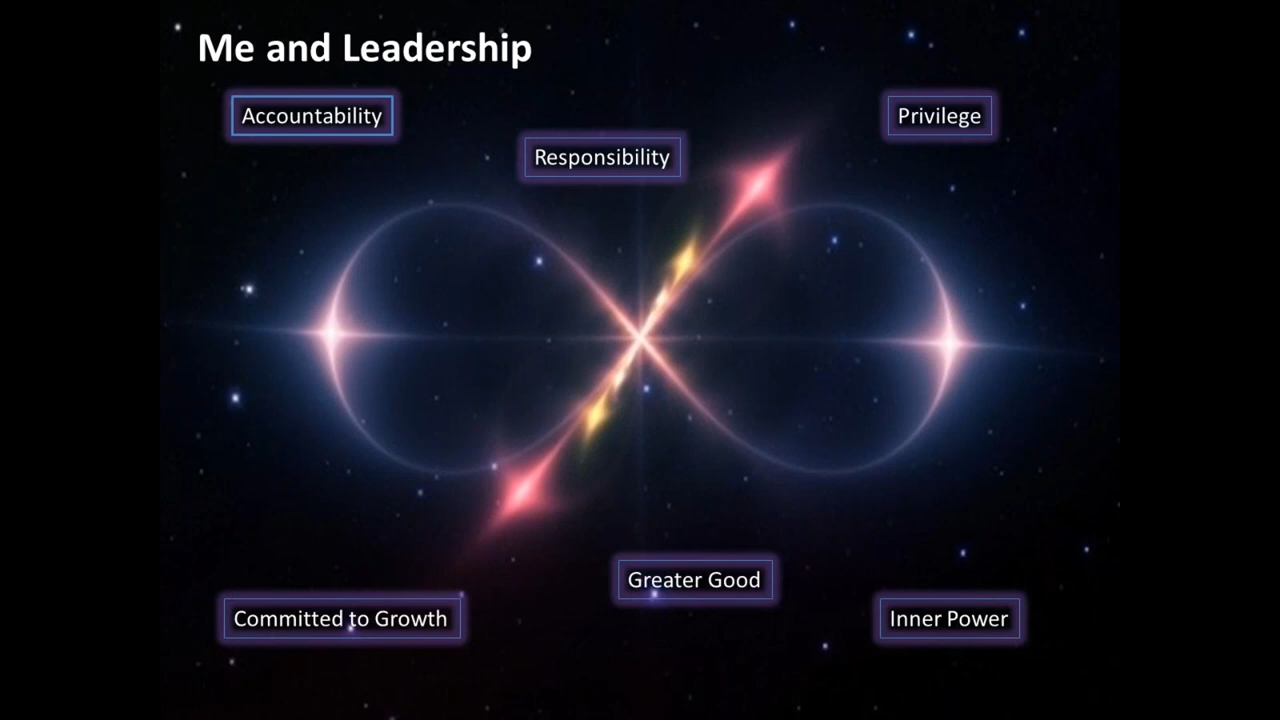 Me and Leadership
Accountability
Privilege
Responsibility
Greater Good
Committed to Growth
Inner Power